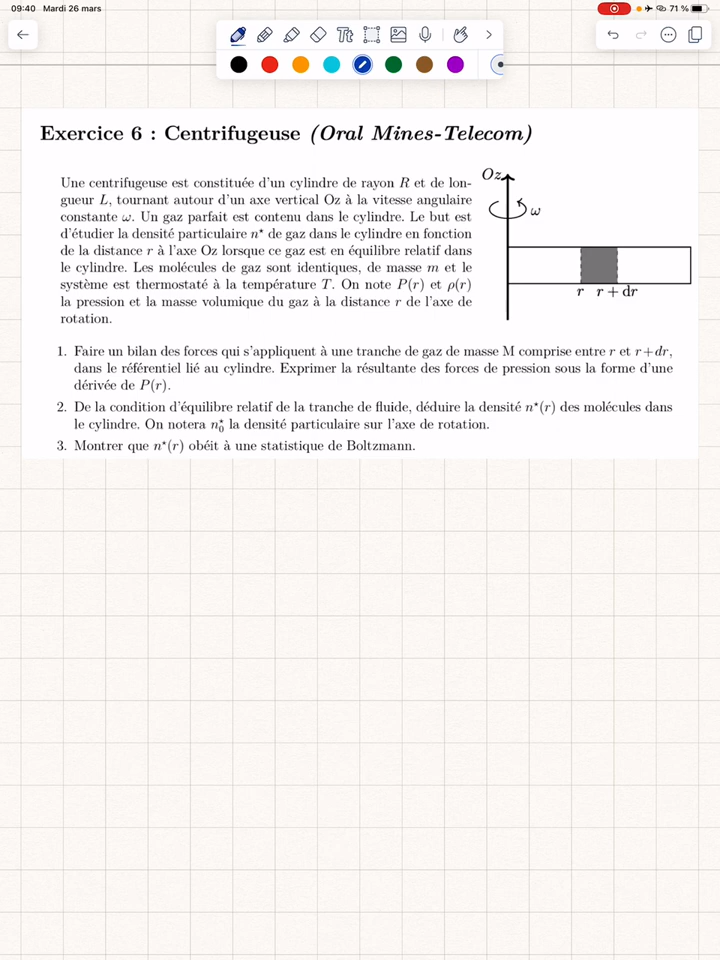 09:40 Mardi 26 mars
71 %
Tt
Exercice 6 : Centrifugeuse (Oral Mines-Telecom)
Une centrifugeuse est constituée d'un cylindre de rayon R et de lon-
gueur L, tournant autour d'un axe vertical Oz à la vitesse angulaire
constante ω. Un gaz parfait est contenu dans le cylindre. Le but est
d'étudier la densité particulaire n* de gaz dans le cylindre en fonction
de la distance r à l'axe Oz lorsque ce gaz est en équilibre relatif dans
le cylindre. Les molécules de gaz sont identiques, de masse m et le
système est thermostaté à la température T. On note P(r) et ρ(r)
la pression et la masse volumique du gaz à la distance r de l'axe de
rotation.
Oz
ω
r r + dr
1. Faire un bilan des forces qui s'appliquent à une tranche de gaz de masse M comprise entre r et r+dr,
dans le référentiel lié au cylindre. Exprimer la résultante des forces de pression sous la forme d'une
dérivée de P(r).
2. De la condition d'équilibre relatif de la tranche de fluide, déduire la densité n*(r) des molécules dans
le cylindre. On notera n₀* la densité particulaire sur l'axe de rotation.
3. Montrer que n*(r) obéit à une statistique de Boltzmann.